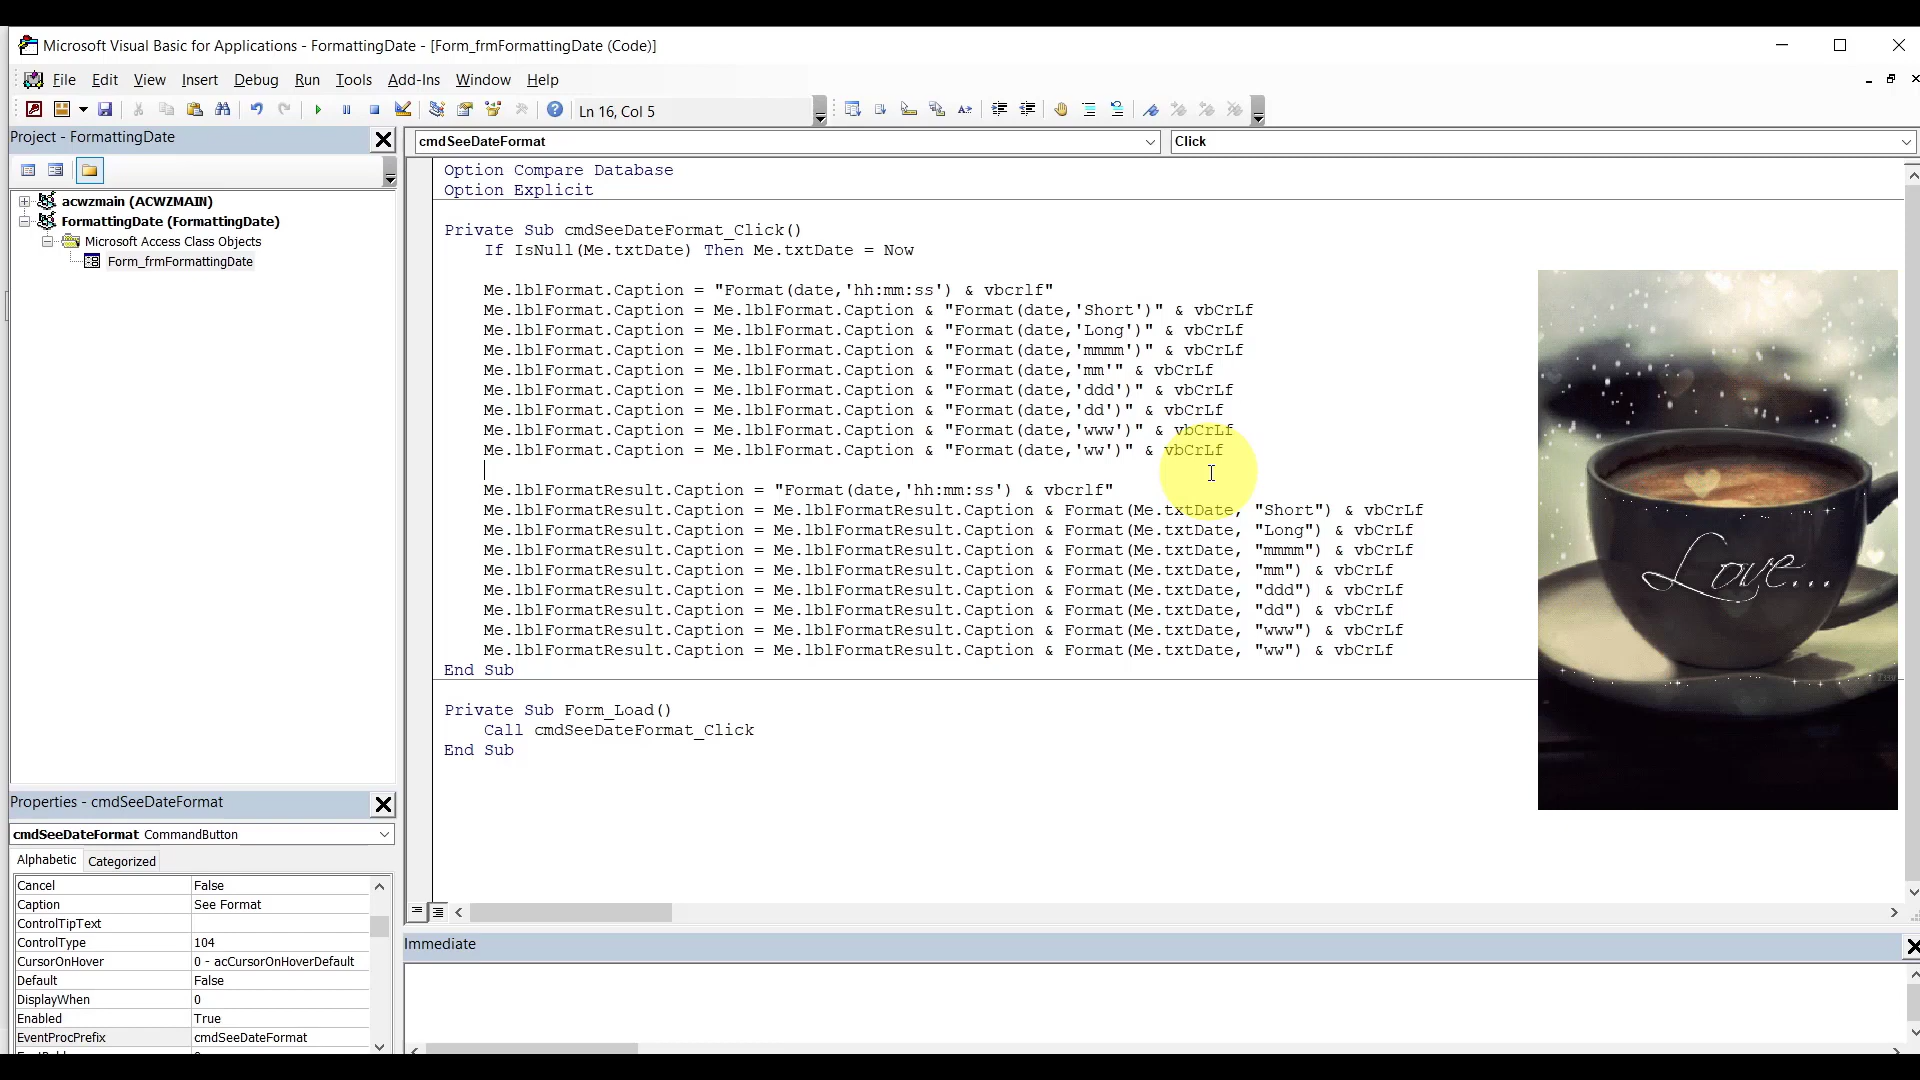 Microsoft Visual Basic for Applications - FormattingDate - [Form_frmFormattingDate (Code)]
File Edit View Insert Debug Run Tools Add-Ins Window Help
Ln 16, Col 5
Project - FormattingDate
acwzmain (ACWZMAIN)
FormattingDate (FormattingDate)
Microsoft Access Class Objects
Form_frmFormattingDate
cmdSeeDateFormat
Click
Option Compare Database
Option Explicit
Private Sub cmdSeeDateFormat_Click()
If IsNull(Me.txtDate) Then Me.txtDate = Now
Me.lblFormat.Caption = "Format(date,'hh:mm:ss') & vbcrlf"
Me.lblFormat.Caption = Me.lblFormat.Caption & "Format(date,'Short')" & vbCrLf
Me.lblFormat.Caption = Me.lblFormat.Caption & "Format(date,'Long')" & vbCrLf
Me.lblFormat.Caption = Me.lblFormat.Caption & "Format(date,'mmmm')" & vbCrLf
Me.lblFormat.Caption = Me.lblFormat.Caption & "Format(date,'mm'" & vbCrLf
Me.lblFormat.Caption = Me.lblFormat.Caption & "Format(date,'ddd')" & vbCrLf
Me.lblFormat.Caption = Me.lblFormat.Caption & "Format(date,'dd')" & vbCrLf
Me.lblFormat.Caption = Me.lblFormat.Caption & "Format(date,'www')" & vbCrLf
Me.lblFormat.Caption = Me.lblFormat.Caption & "Format(date,'ww')" & vbCrLf
Me.lblFormatResult.Caption = "Format(date,'hh:mm:ss') & vbcrlf"
Me.lblFormatResult.Caption = Me.lblFormatResult.Caption & Format(Me.txtDate, "Short") & vbCrLf
Me.lblFormatResult.Caption = Me.lblFormatResult.Caption & Format(Me.txtDate, "Long") & vbCrLf
Me.lblFormatResult.Caption = Me.lblFormatResult.Caption & Format(Me.txtDate, "mmmm") & vbCrLf
Me.lblFormatResult.Caption = Me.lblFormatResult.Caption & Format(Me.txtDate, "mm") & vbCrLf
Me.lblFormatResult.Caption = Me.lblFormatResult.Caption & Format(Me.txtDate, "ddd") & vbCrLf
Me.lblFormatResult.Caption = Me.lblFormatResult.Caption & Format(Me.txtDate, "dd") & vbCrLf
Me.lblFormatResult.Caption = Me.lblFormatResult.Caption & Format(Me.txtDate, "www") & vbCrLf
Me.lblFormatResult.Caption = Me.lblFormatResult.Caption & Format(Me.txtDate, "ww") & vbCrLf
End Sub
Private Sub Form_Load()
Call cmdSeeDateFormat_Click
End Sub
Love...
Properties - cmdSeeDateFormat
cmdSeeDateFormat CommandButton
Alphabetic Categorized
Cancel False
Caption See Format
ControlTipText
ControlType 104
CursorOnHover 0 - acCursorOnHoverDefault
Default False
DisplayWhen 0
Enabled True
EventProcPrefix cmdSeeDateFormat
Immediate